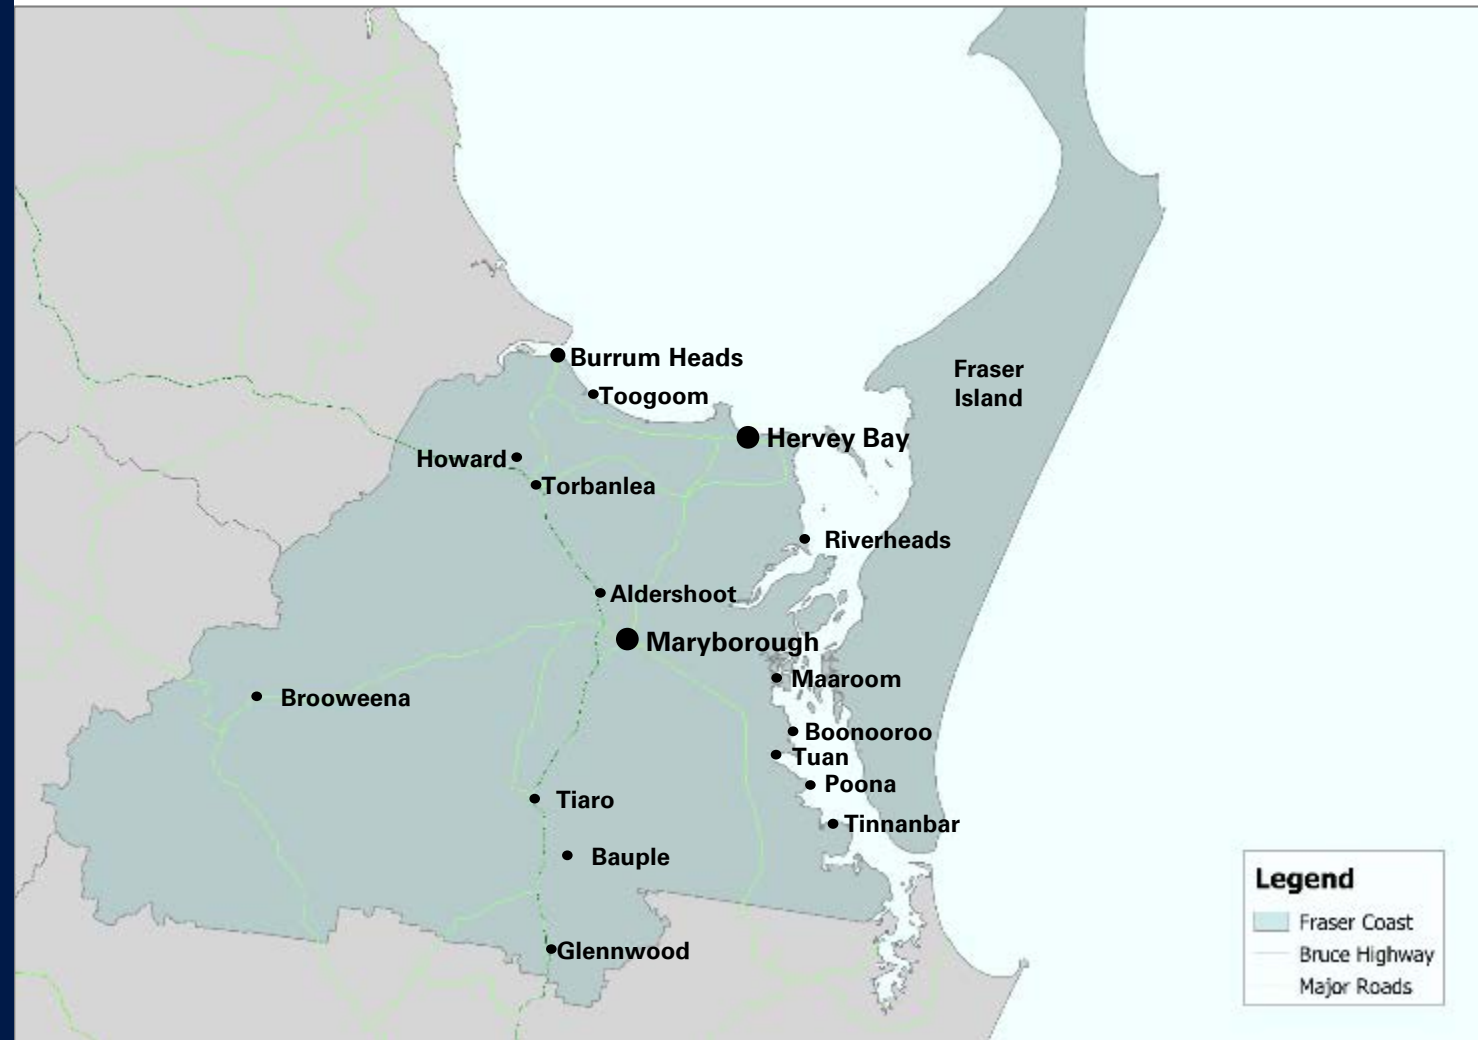 Burrum Heads
Toogoom
Fraser
Island
Hervey Bay
Howard
Torbanlea
Riverheads
Aldershoot
Maryborough
Maaroom
Brooweena
Boonooroo
Tuan
Poona
Tiaro
Tinnanbar
Bauple
Glennwood
Legend
Fraser Coast
Bruce Highway
Major Roads